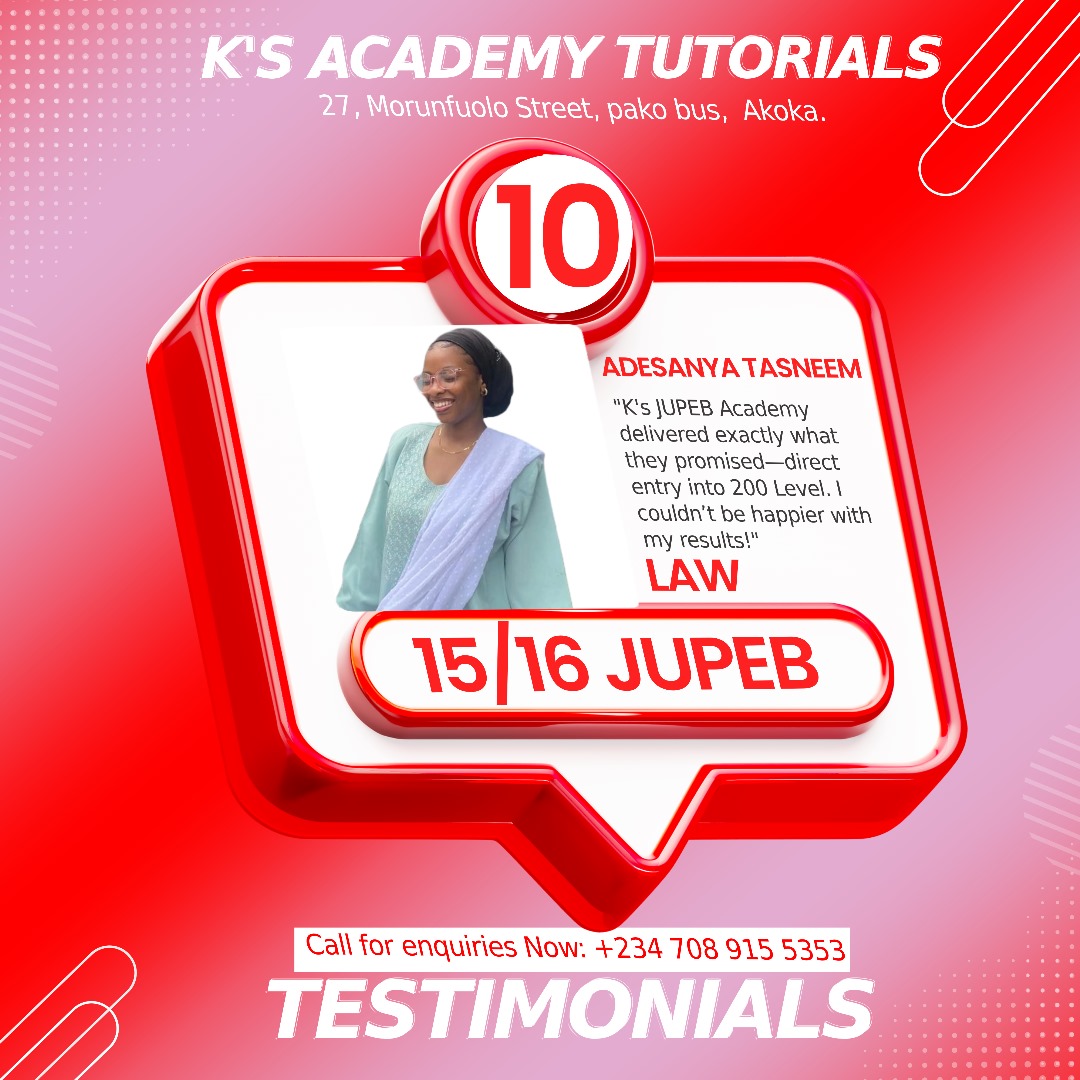 K'S ACADEMY TUTORIALS
27, Morunfuolo Street, pako bus, Akoka.
10
ADESANYA TASNEEM
"K's JUPEB Academy
delivered exactly what
they promised—direct
entry into 200 Level. I
couldn’t be happier with
my results!"
LAW
15/16 JUPEB
Call for enquiries Now: +234 708 915 5353
TESTIMONIALS